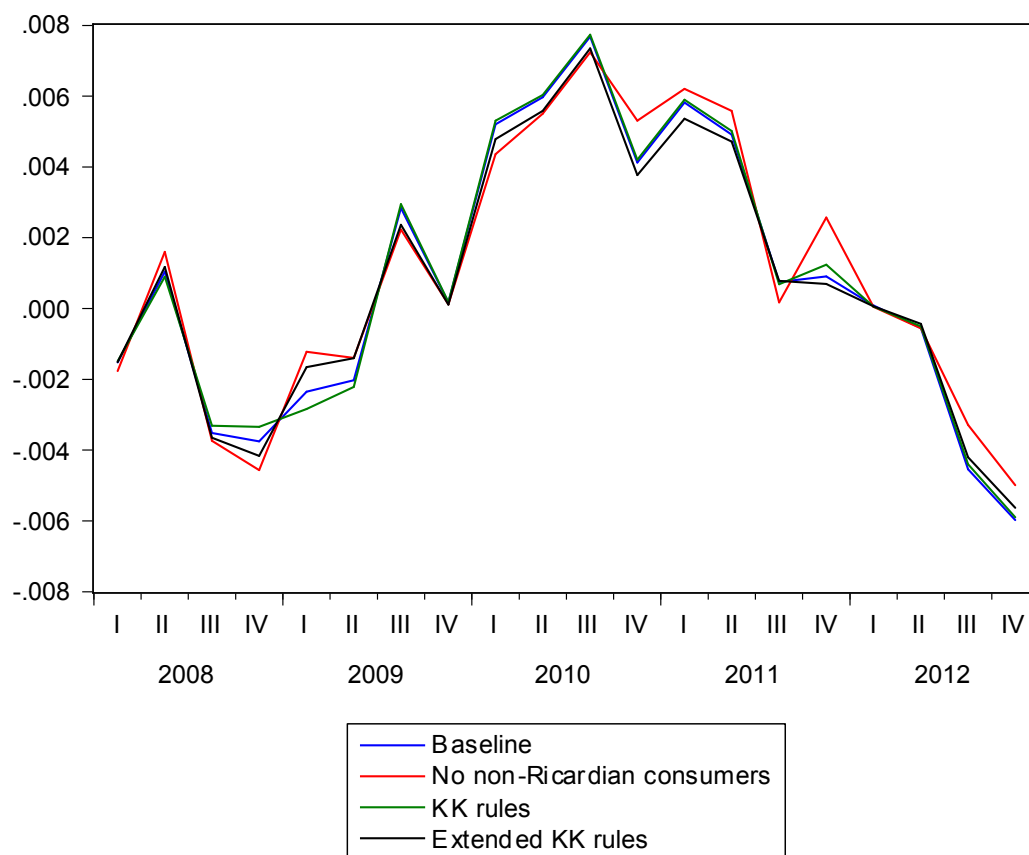 .008
.006
.004
.002
.000
-.002
-.004
-.006
-.008
I II III IV I II III IV I II III IV I II III IV I II III IV
2008 2009 2010 2011 2012
Baseline
No non-Ricardian consumers
KK rules
Extended KK rules